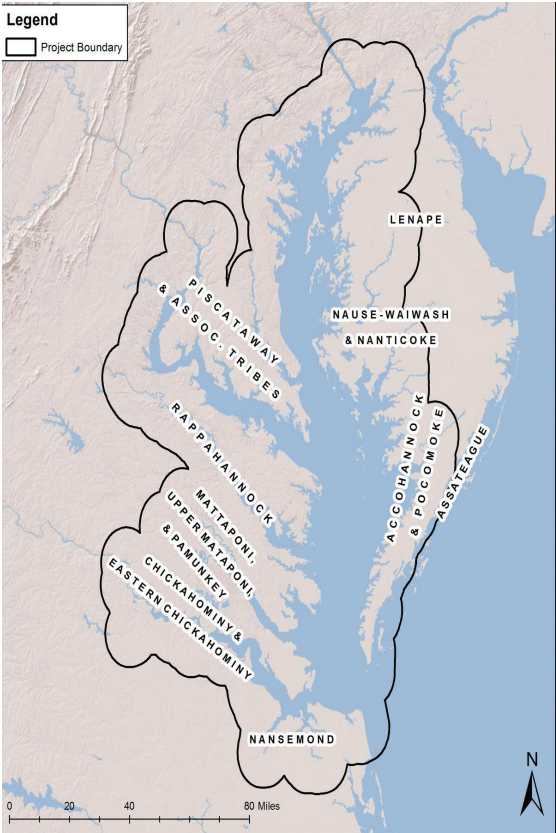 Legend
Project Boundary
LENAPE
NAUSE-WAIWASH
& NANTICOKE
PISCATAWAY
& ASSOC. TRIBES
RAPPAHANNOCK
ACCOHANNOCK
& POCOMOKE
ASSATEAGUE
MATTAPONI,
UPPER MATAPONI,
& PAMUNKEY
CHICKAHOMINY &
EASTERN CHICKAHOMINY
NANSEMOND
N
0 20 40 80 Miles